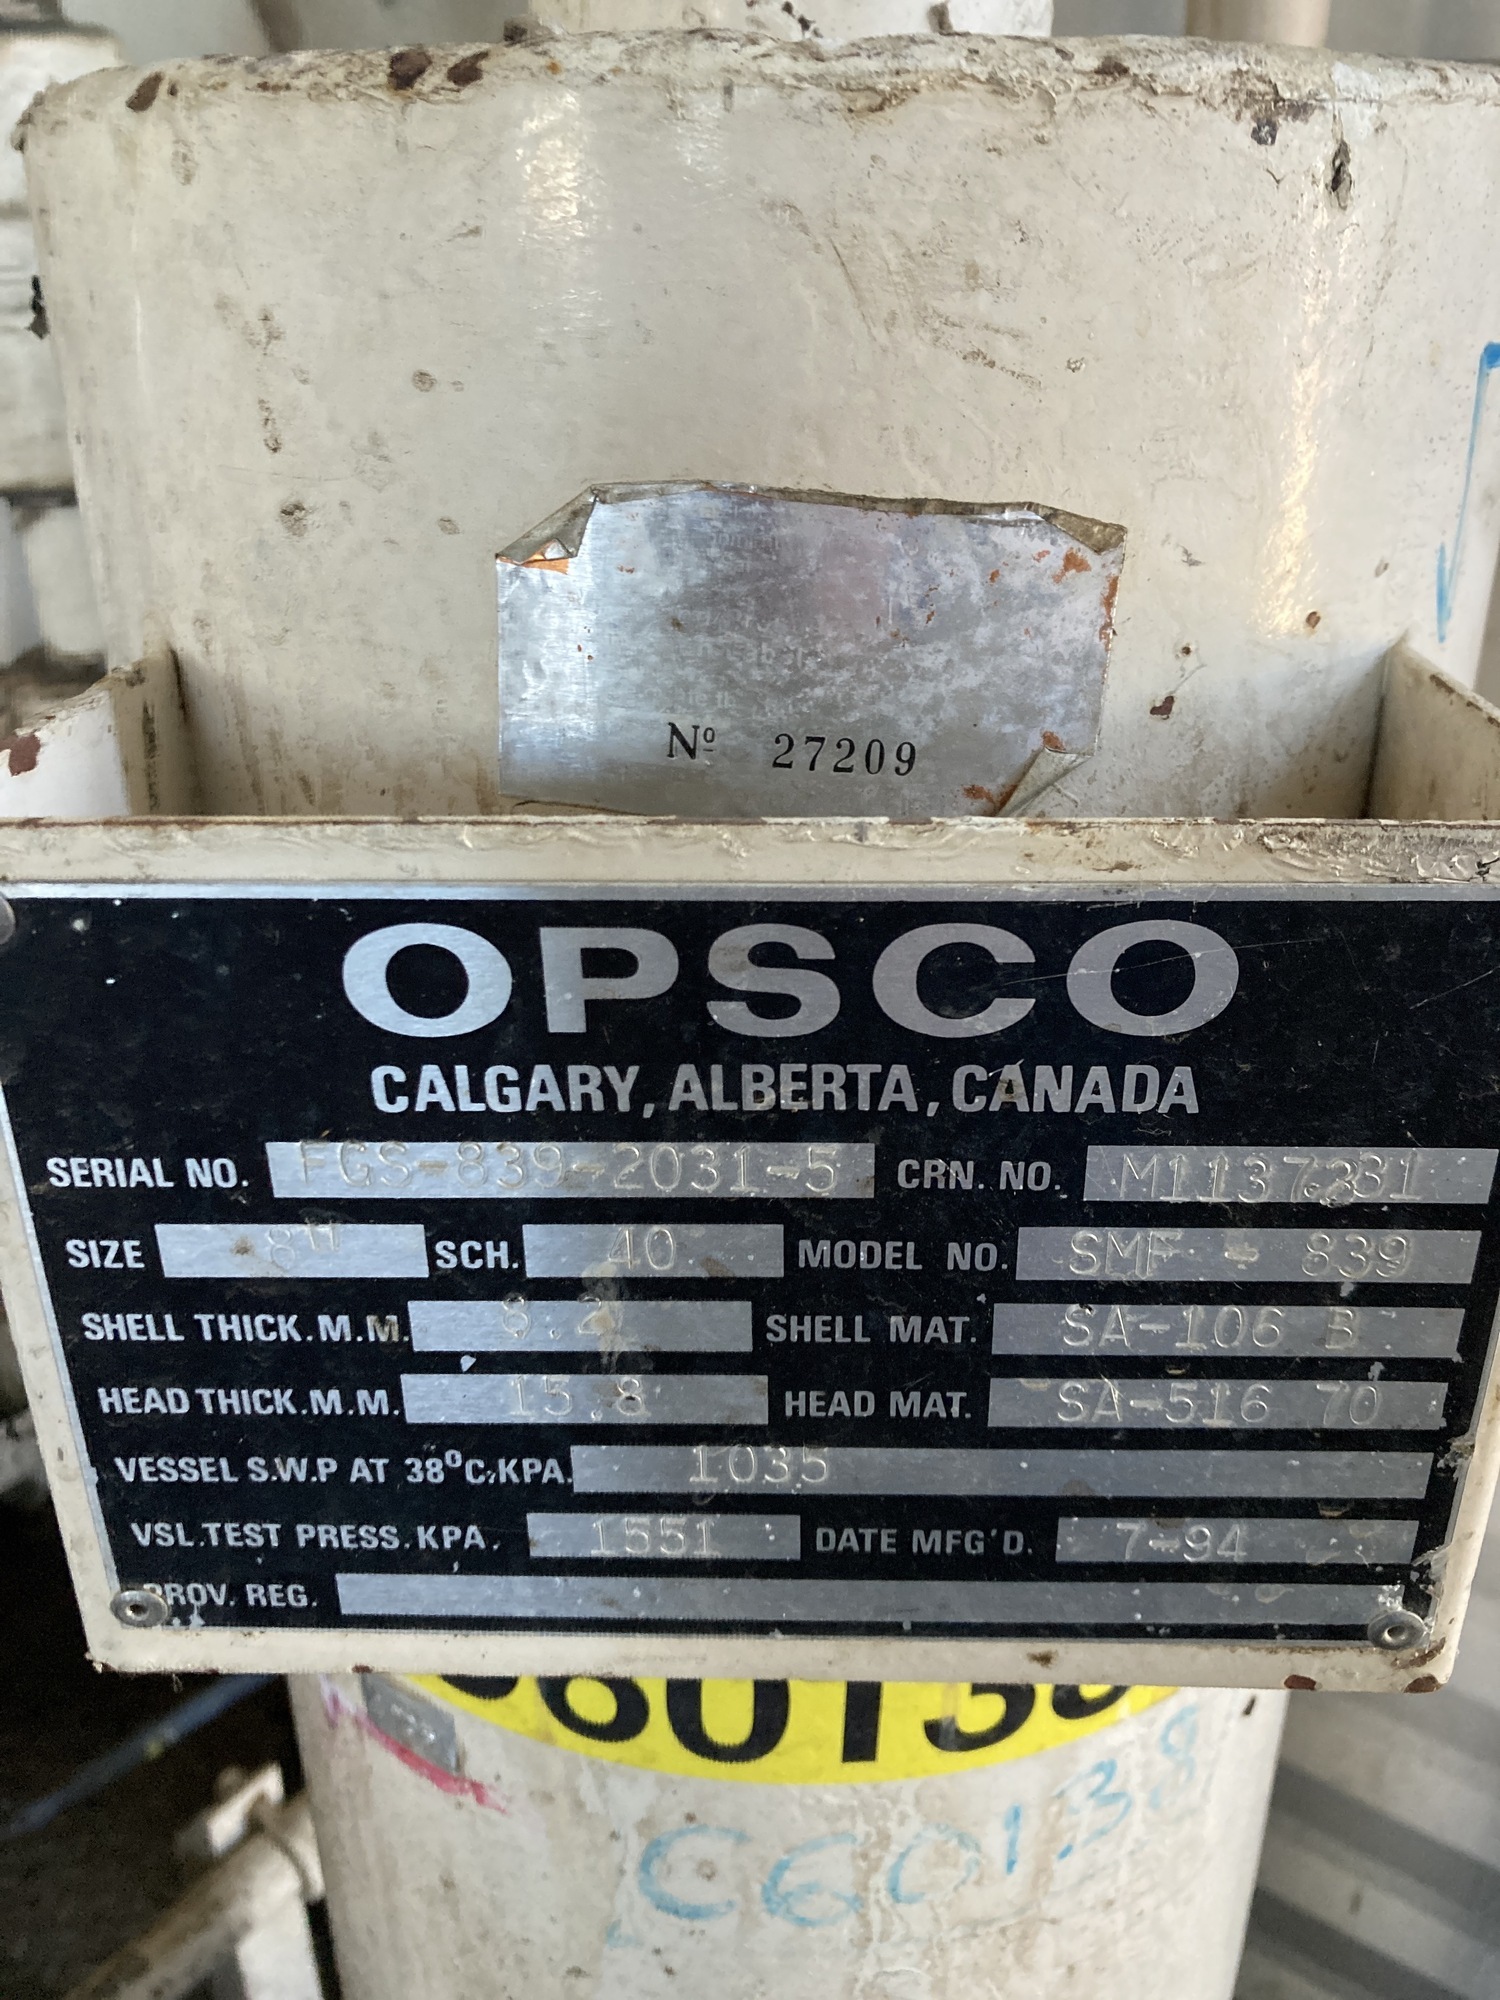 Nº 27209
OPSCO
CALGARY, ALBERTA, CANADA
SERIAL NO. FGS-839-2031-5 CRN. NO.
SIZE 8" SCH. 40 MODEL NO. SMF - 839
SHELL THICK.M.M. 8.2 SHELL MAT. SA-106 B
HEAD THICK.M.M. 15.8 HEAD MAT. SA-516 70
VESSEL S.W.P AT 38°C.KPA. 1035
VSL.TEST PRESS.KPA. 1551 DATE MFG'D. 7-94
PROV. REG.
C60138